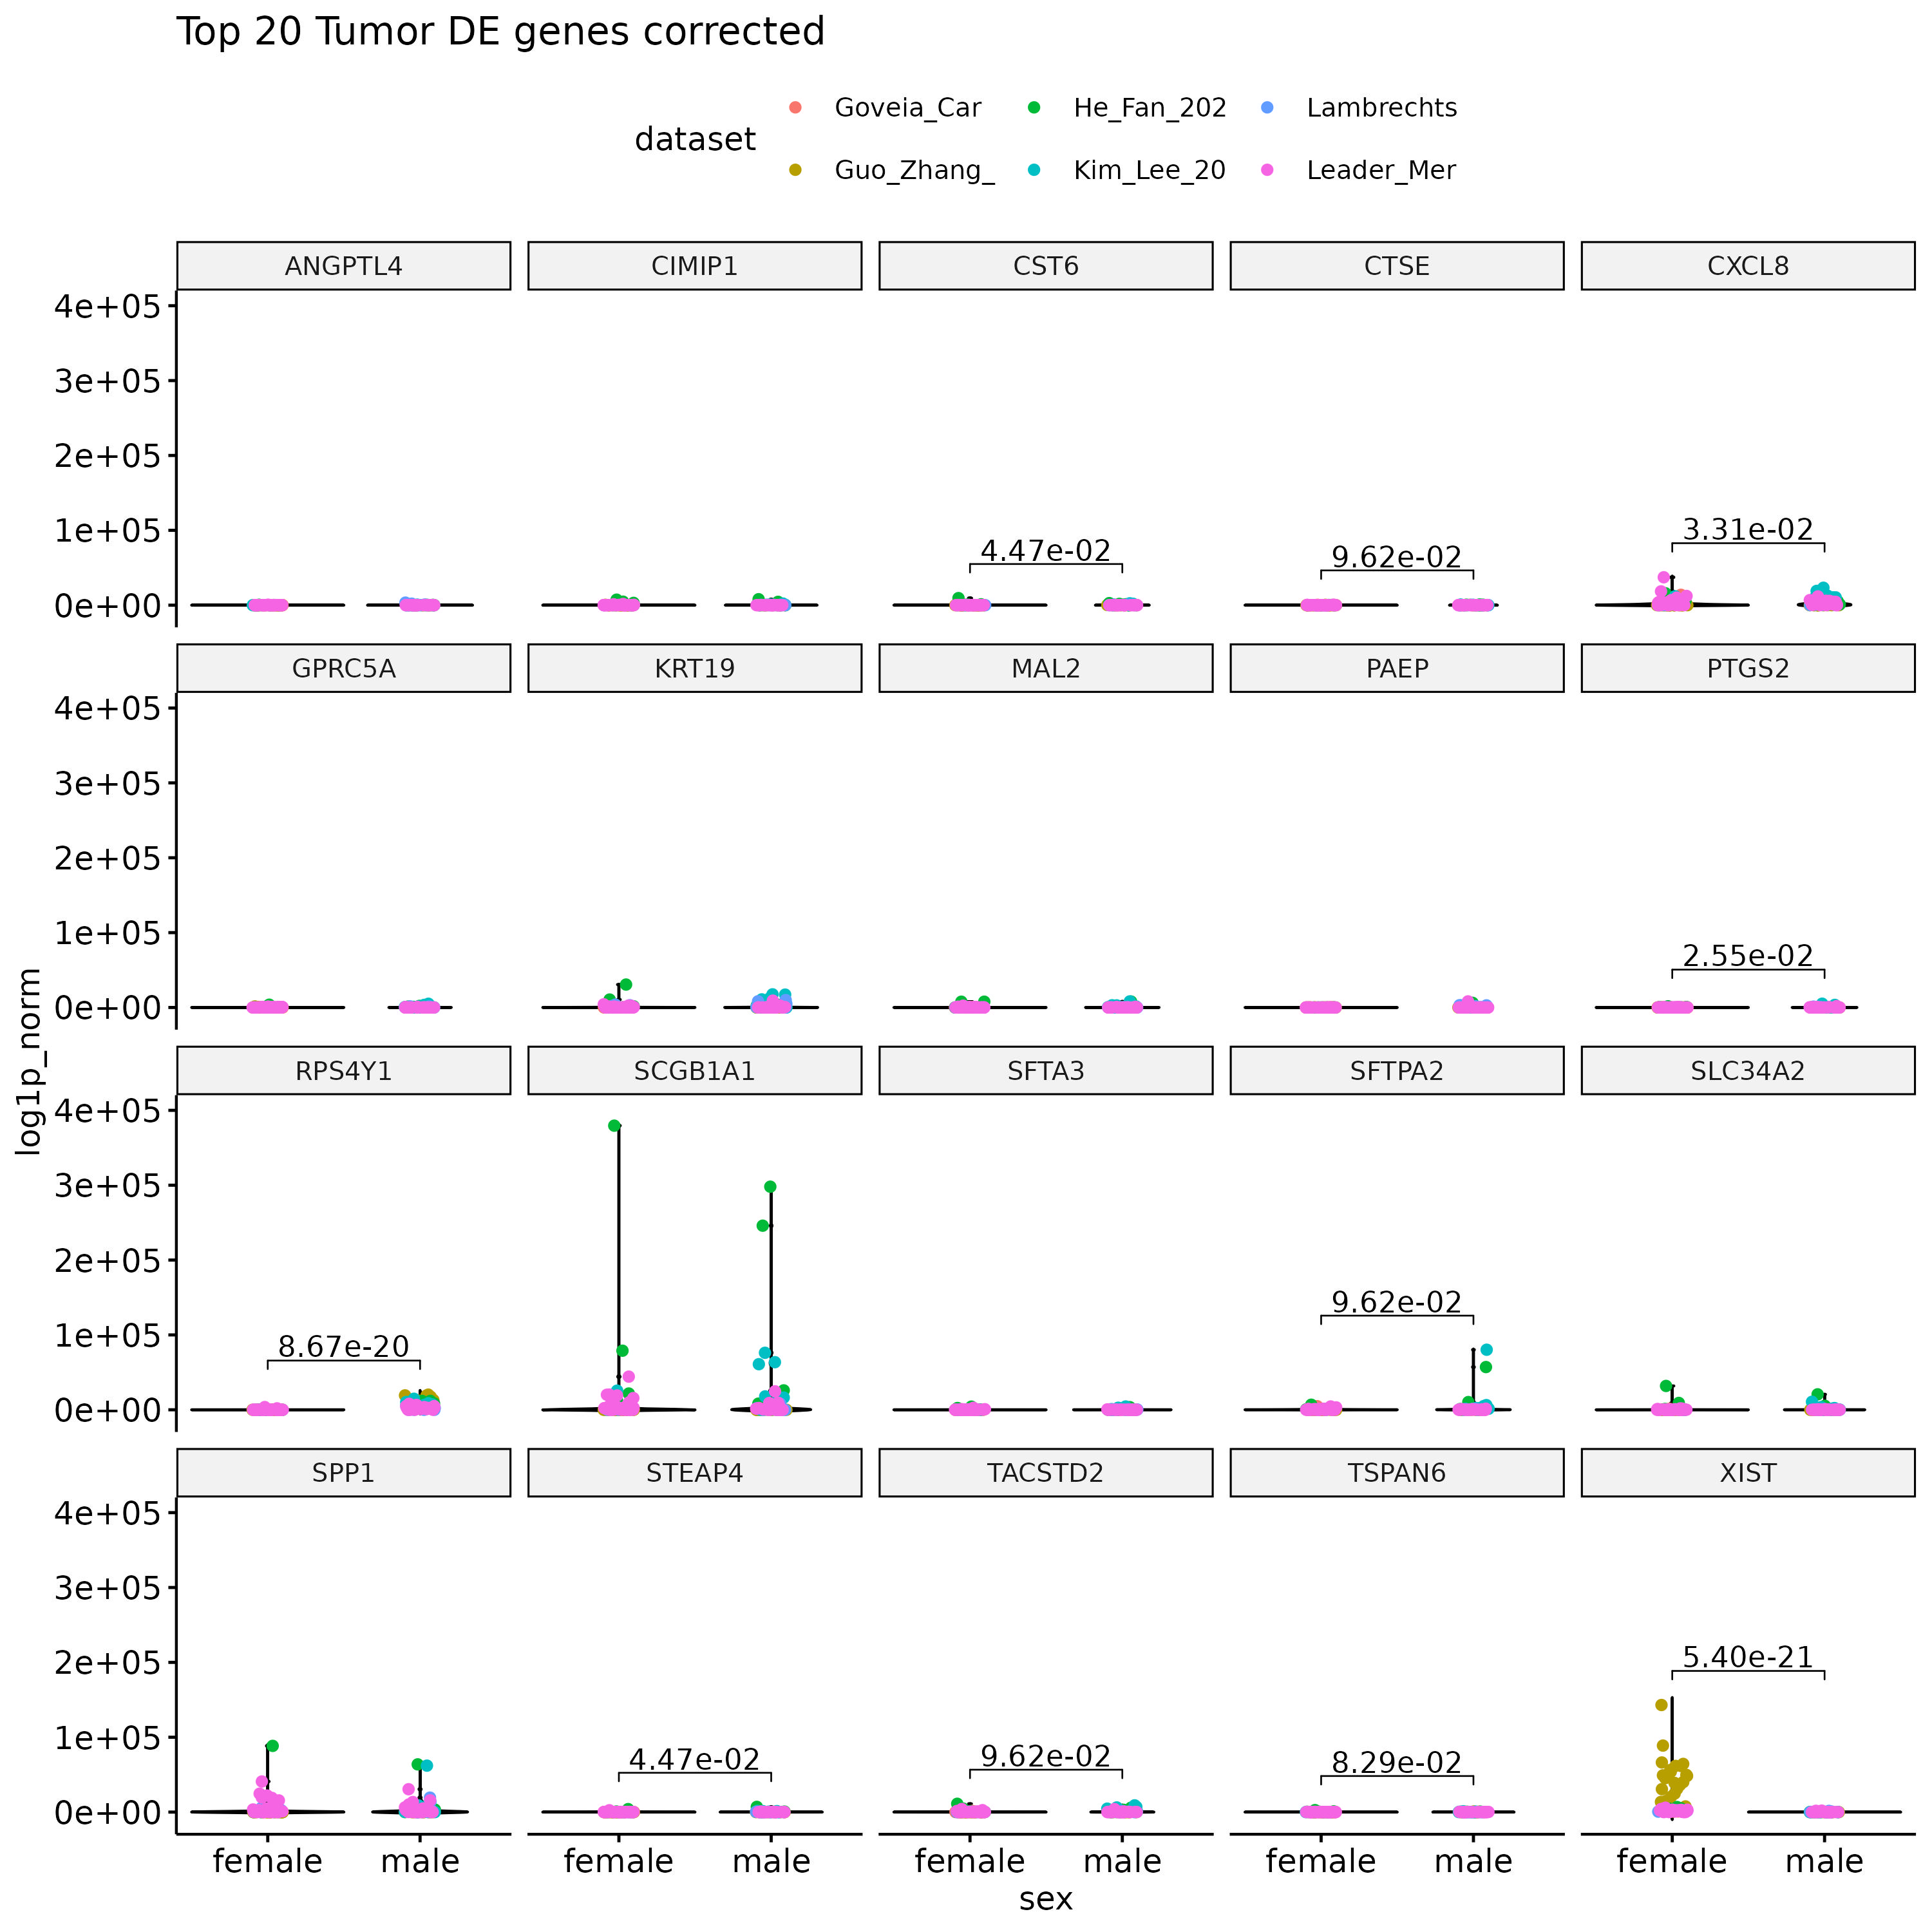 Top 20 Tumor DE genes corrected
dataset
Goveia_Car
He_Fan_202
Lambrechts
Guo_Zhang_
Kim_Lee_20
Leader_Mer
ANGPTL4
CIMIP1
CST6
CTSE
CXCL8
4e+05
3e+05
2e+05
1e+05
0e+00
4.47e-02
9.62e-02
3.31e-02
GPRC5A
KRT19
MAL2
PAEP
PTGS2
4e+05
3e+05
2e+05
1e+05
0e+00
2.55e-02
log1p_norm
RPS4Y1
SCGB1A1
SFTA3
SFTPA2
SLC34A2
4e+05
3e+05
2e+05
1e+05
0e+00
8.67e-20
9.62e-02
SPP1
STEAP4
TACSTD2
TSPAN6
XIST
4e+05
3e+05
2e+05
1e+05
0e+00
4.47e-02
9.62e-02
8.29e-02
5.40e-21
female male
female male
female male
female male
female male
sex